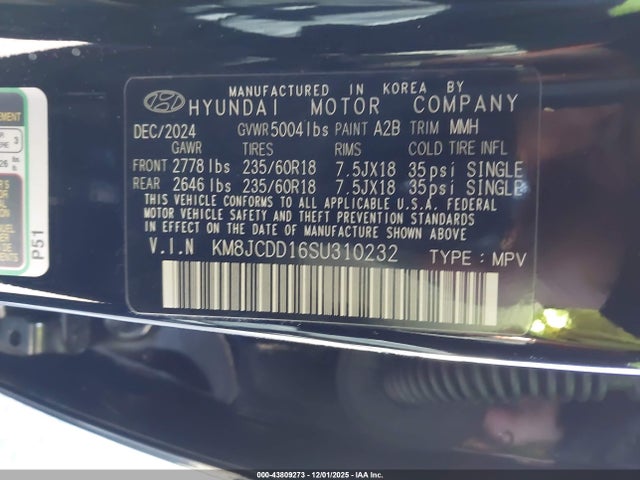 MANUFACTURED IN KOREA BY
HYUNDAI MOTOR COMPANY
DEC/2024 GVWR 5004 lbs PAINT A2B TRIM MMH
GAWR TIRES RIMS COLD TIRE INFL
FRONT 2778 lbs 235/60R18 7.5JX18 35psi SINGLE
REAR 2646 lbs 235/60R18 7.5JX18 35psi SINGLE
THIS VEHICLE CONFORMS TO ALL APPLICABLE U.S.A. FEDERAL
MOTOR VEHICLE SAFETY AND THEFT PREVENTION STANDARDS
IN EFFECT ON THE DATE OF MANUFACTURE SHOWN ABOVE.
V.I.N KM8JCDD16SU310232 TYPE : MPV
P51
000-43809273 - 12/01/2025 - IAA Inc.